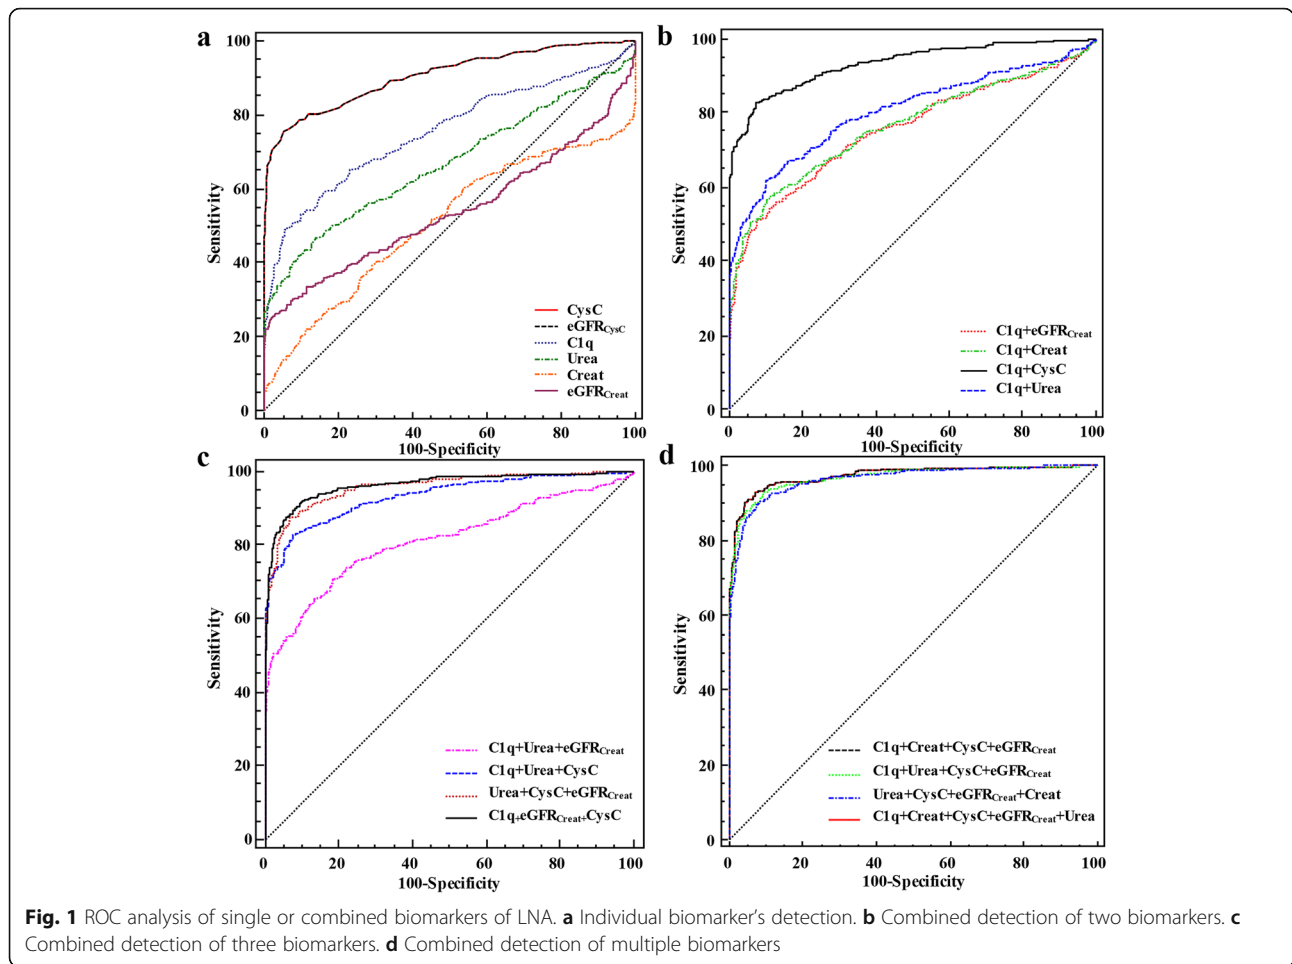 a
100
80
60
40
20
0
Sensitivity
CysC
eGFRCysC
C1q
Urea
Creat
eGFRCreat
0 20 40 60 80 100
100-Specificity
b
100
80
60
40
20
0
Sensitivity
C1q+eGFRCreat
C1q+Creat
C1q+CysC
C1q+Urea
0 20 40 60 80 100
100-Specificity
c
100
80
60
40
20
0
Sensitivity
C1q+Urea+eGFRCreat
C1q+Urea+CysC
Urea+CysC+eGFRCreat
C1q+eGFRCreat+CysC
0 20 40 60 80 100
100-Specificity
d
100
80
60
40
20
0
Sensitivity
C1q+Creat+CysC+eGFRCreat
C1q+Urea+CysC+eGFRCreat
Urea+CysC+eGFRCreat+Creat
C1q+Creat+CysC+eGFRCreat+Urea
0 20 40 60 80 100
100-Specificity
Fig. 1 ROC analysis of single or combined biomarkers of LNA. a Individual biomarker's detection. b Combined detection of two biomarkers. c
Combined detection of three biomarkers. d Combined detection of multiple biomarkers